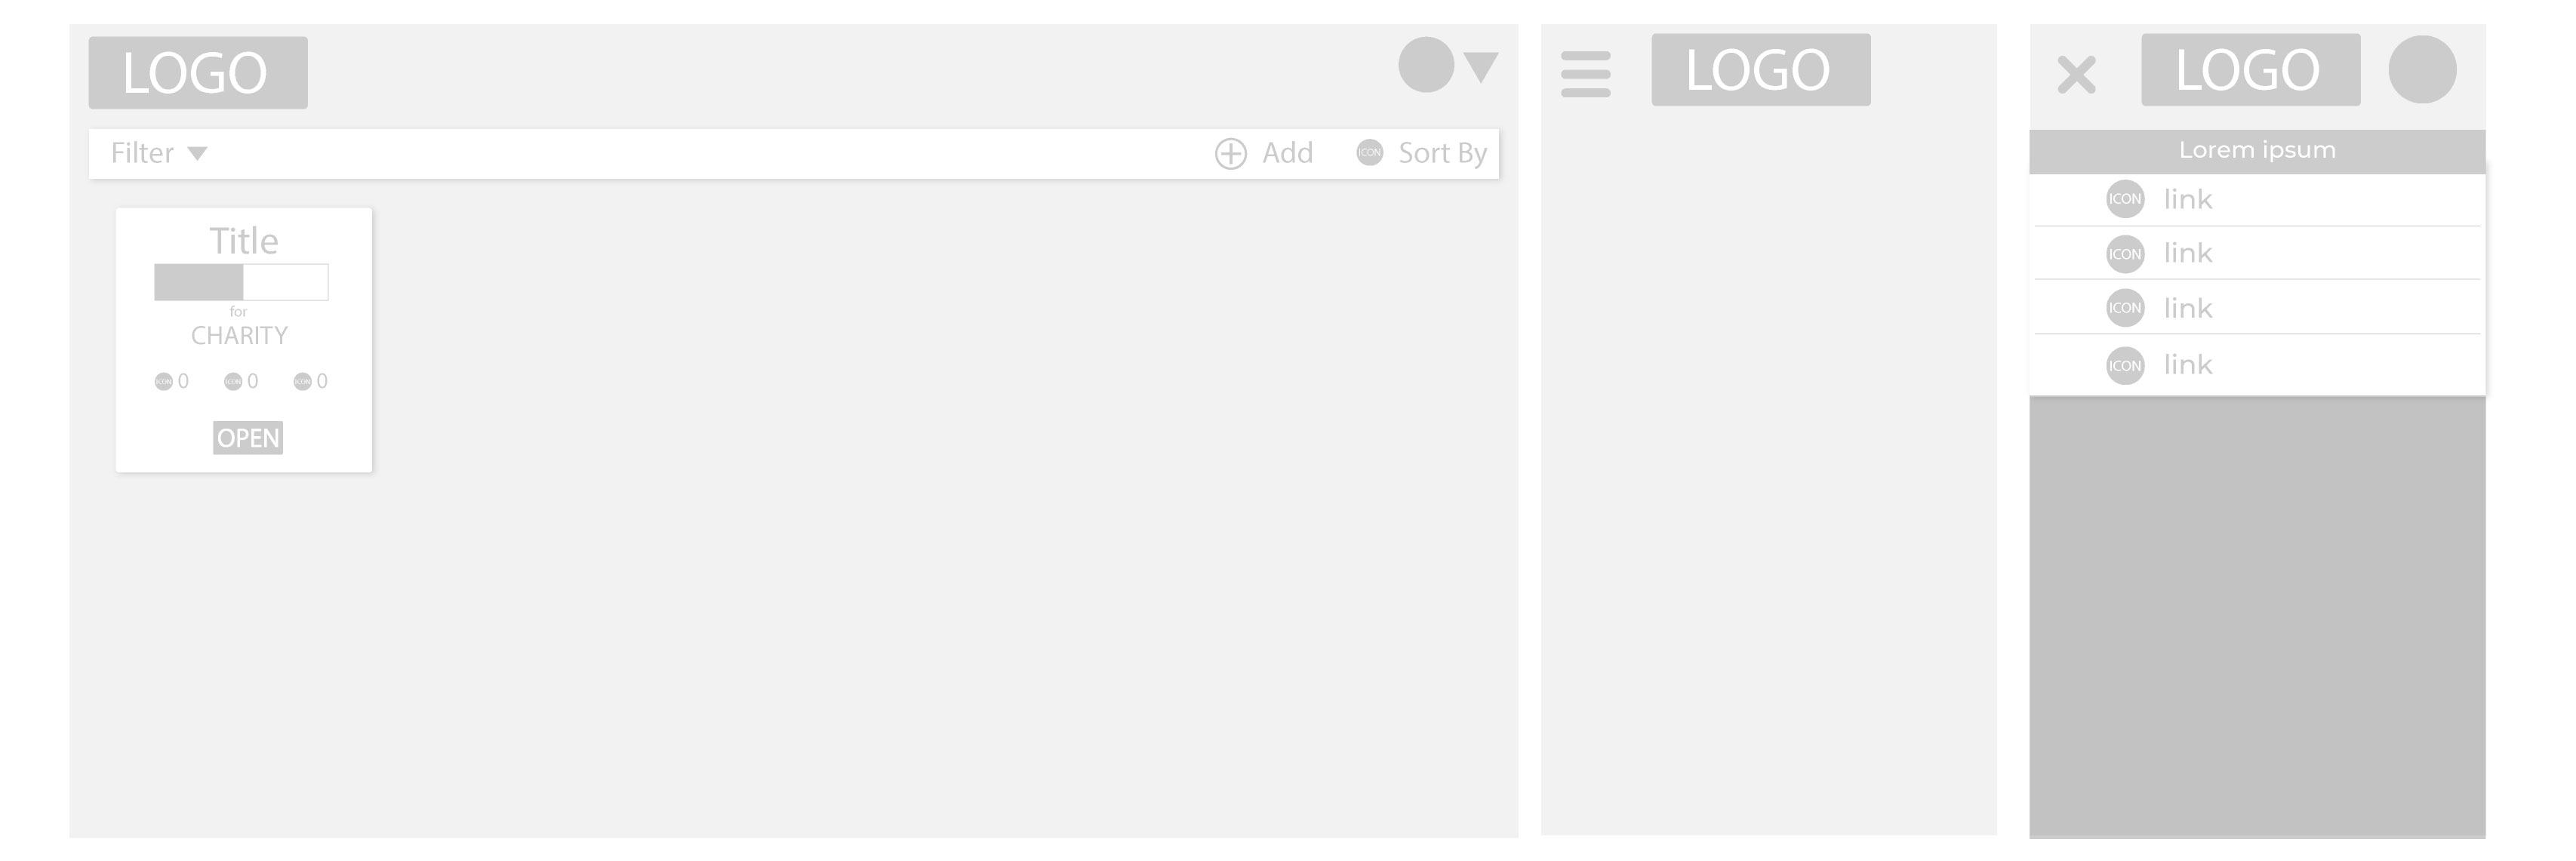 LOGO
Filter
Add
ICON Sort By
Title
for
CHARITY
ICON 0 ICON 0 ICON 0
OPEN
LOGO
LOGO
Lorem ipsum
ICON link
ICON link
ICON link
ICON link